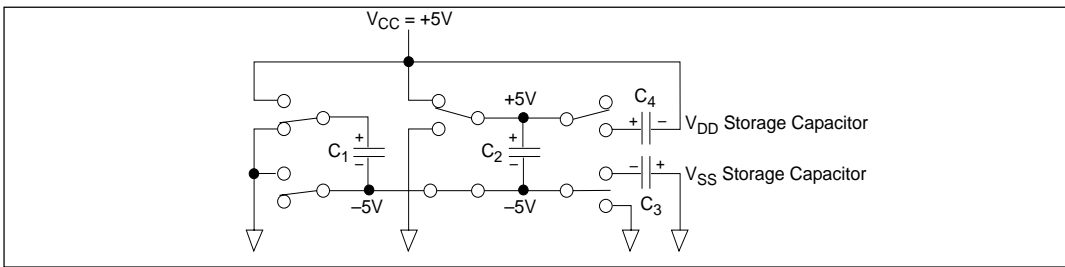 V_CC = +5V
+5V
C_4
+ −
V_DD Storage Capacitor
+
C_1
−
+
C_2
−
− +
V_SS Storage Capacitor
C_3
–5V
–5V